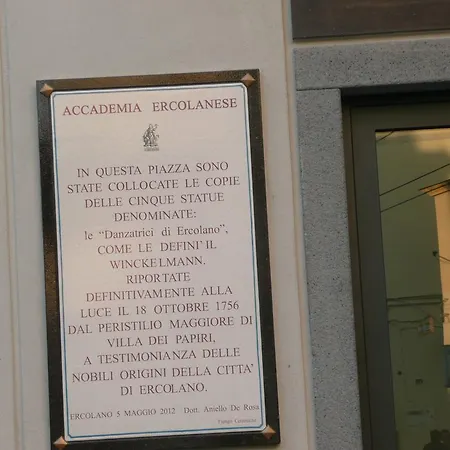 ACCADEMIA ERCOLANESE
IN QUESTA PIAZZA SONO
STATE COLLOCATE LE COPIE
DELLE CINQUE STATUE
DENOMINATE:
le "Danzatrici di Ercolano",
COME LE DEFINI' IL
WINCKELMANN.
RIPORTATE
DEFINITIVAMENTE ALLA
LUCE IL 18 OTTOBRE 1756
DAL PERISTILIO MAGGIORE DI
VILLA DEI PAPIRI,
A TESTIMONIANZA DELLE
NOBILI ORIGINI DELLA CITTA'
DI ERCOLANO.
ERCOLANO 5 MAGGIO 2012 Dott. Aniello De Rosa